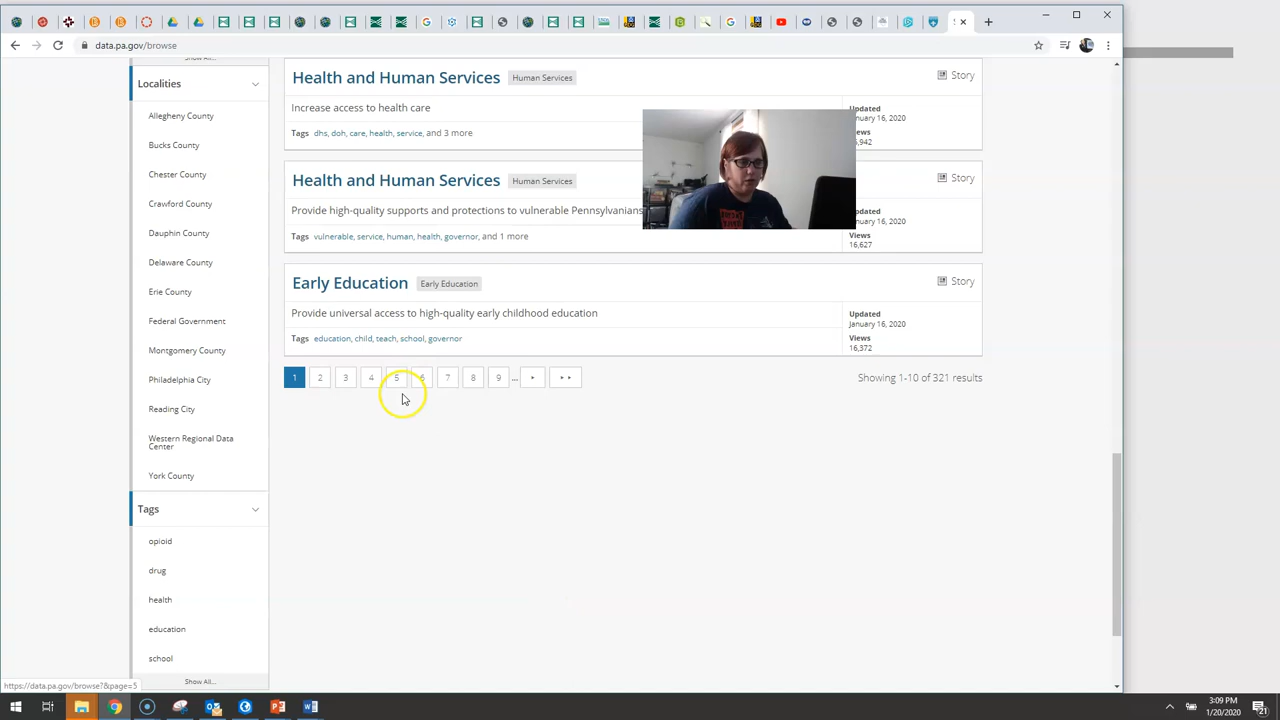 data.pa.gov/browse
Show All...
Localities
Allegheny County
Bucks County
Chester County
Crawford County
Dauphin County
Delaware County
Erie County
Federal Government
Montgomery County
Philadelphia City
Reading City
Western Regional Data
Center
York County
Tags
opioid
drug
health
education
school
Show All...
Health and Human Services Human Services
Story
Increase access to health care
Updated
January 16, 2020
Tags dhs, doh, care, health, service, and 3 more
Health and Human Services Human Services
Story
Provide high-quality supports and protections to vulnerable Pennsylvanians
Updated
January 16, 2020
Tags vulnerable, service, human, health, governor, and 1 more
Views
16,627
Early Education Early Education
Story
Provide universal access to high-quality early childhood education
Updated
January 16, 2020
Tags education, child, teach, school, governor
Views
16,372
1 2 3 4 5 6 7 8 9 ...
Showing 1-10 of 321 results
https://data.pa.gov/browse?&page=5
3:09 PM
1/20/2020
21